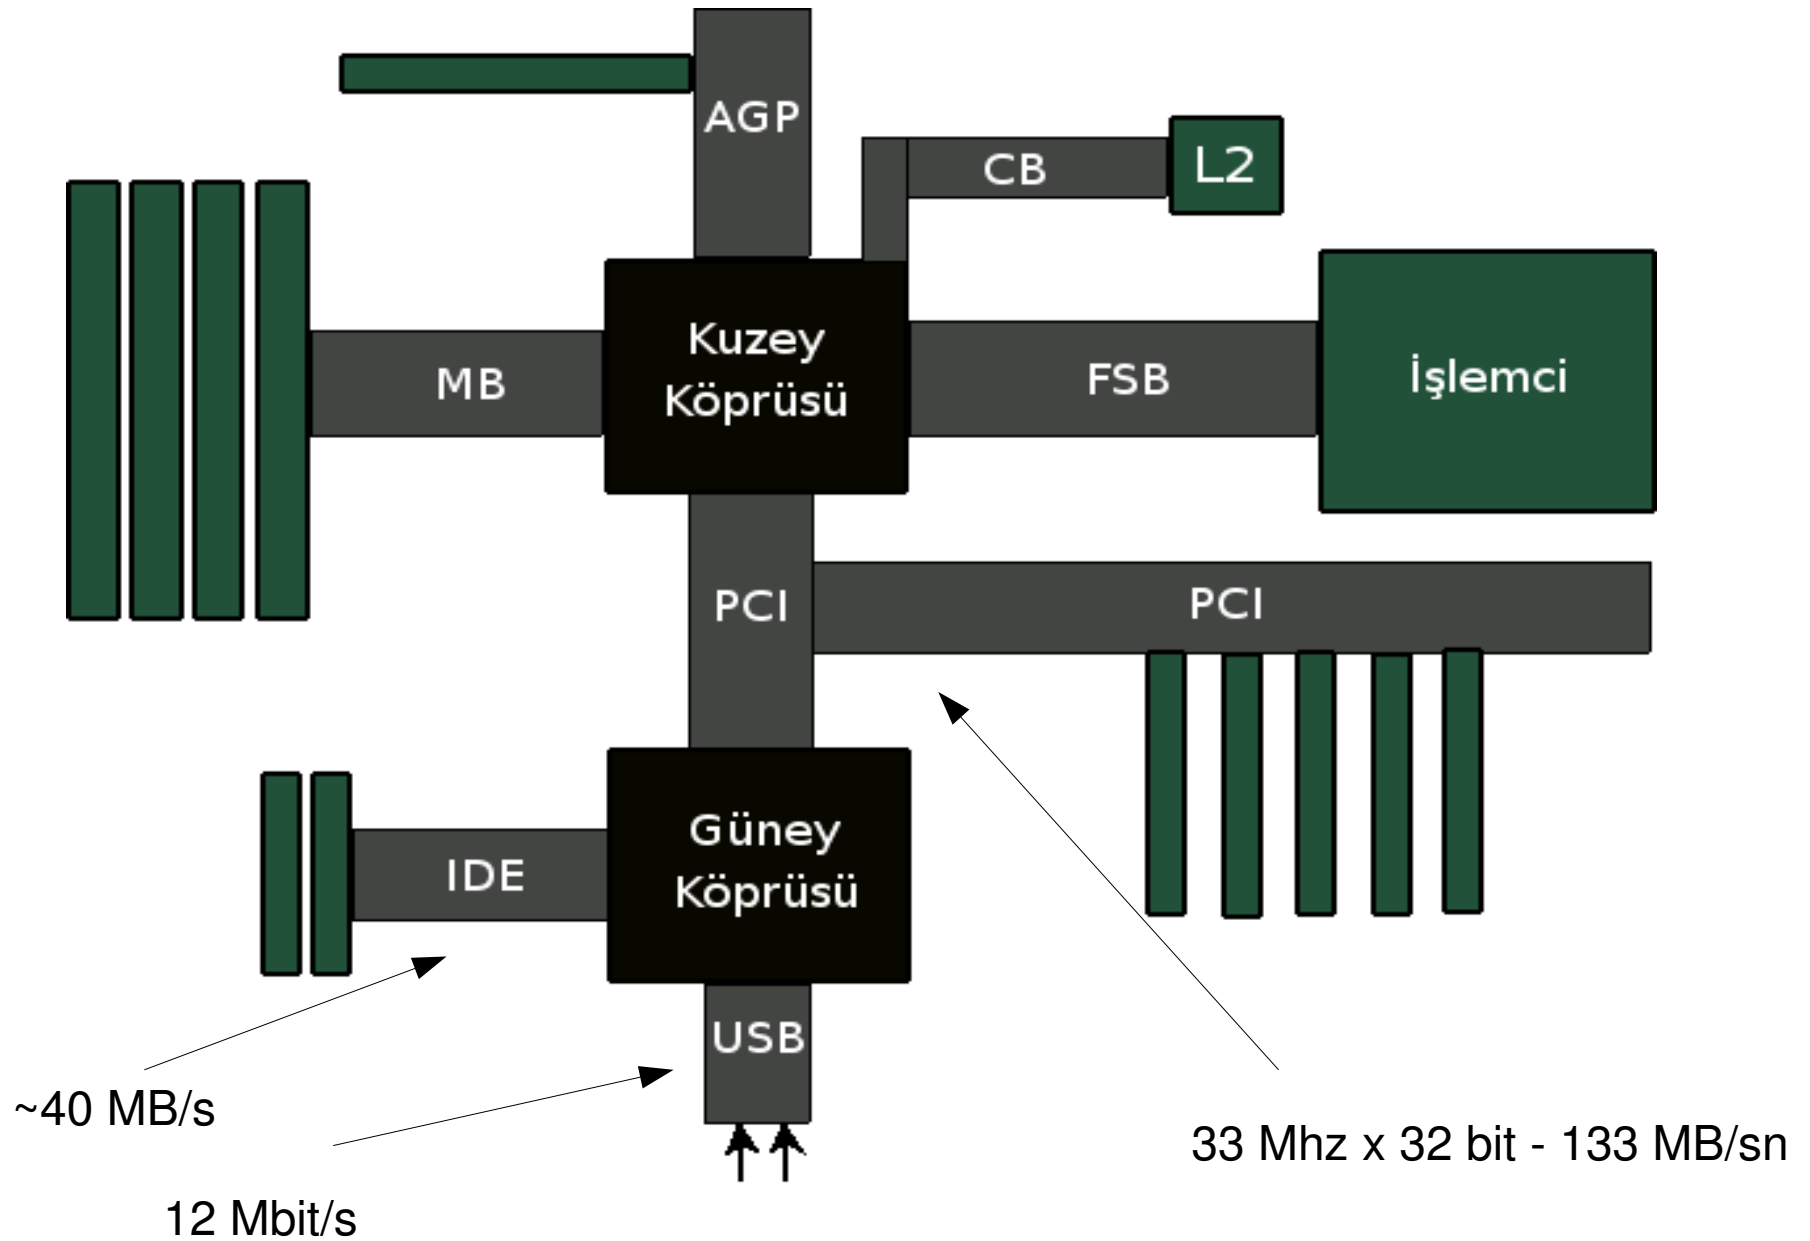 AGP
CB
L2
Kuzey
Köprüsü
MB
FSB
İşlemci
PCI
PCI
Güney
Köprüsü
IDE
USB
~40 MB/s
12 Mbit/s
33 Mhz x 32 bit - 133 MB/sn